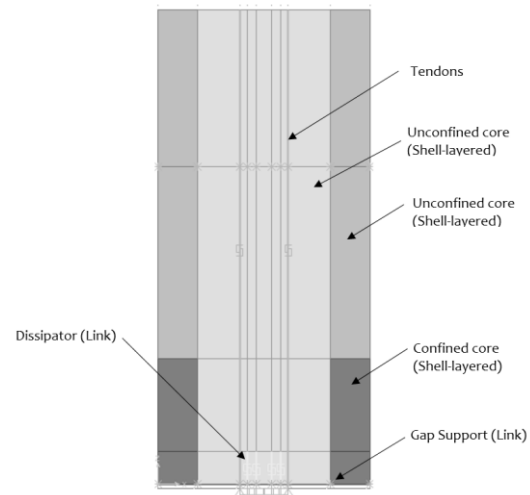 Tendons
Unconfined core
(Shell-layered)
Unconfined core
(Shell-layered)
Dissipator (Link)
Confined core
(Shell-layered)
Gap Support (Link)